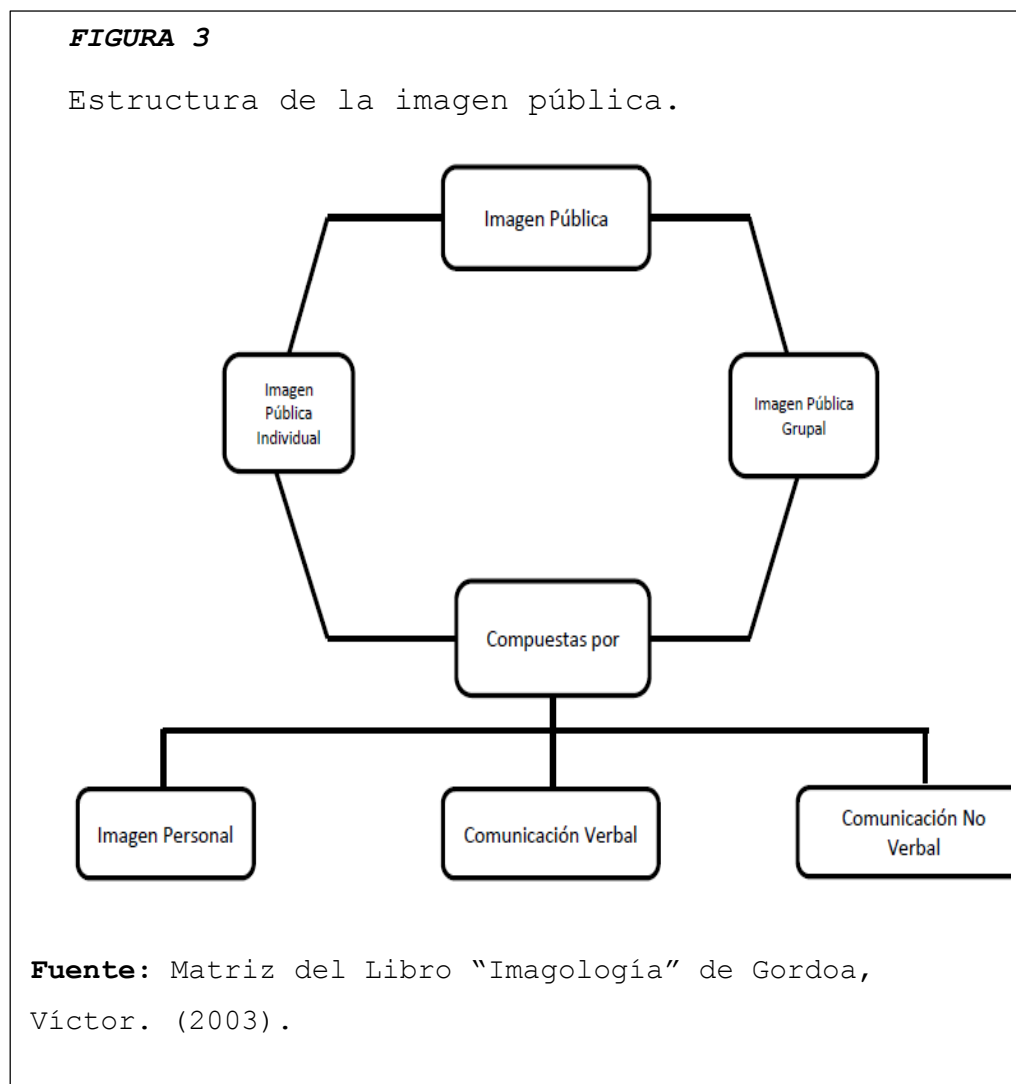 FIGURA 3
Estructura de la imagen pública.
Imagen Pública
Imagen
Pública
Individual
Imagen Pública
Grupal
Compuestas por
Imagen Personal
Comunicación Verbal
Comunicación No
Verbal
Fuente: Matriz del Libro “Imagología” de Gordoa,
Víctor. (2003).